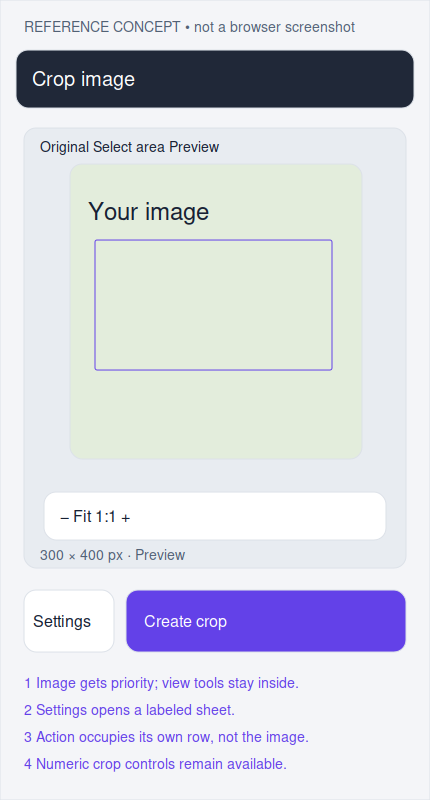 REFERENCE CONCEPT • not a browser screenshot
Crop image
Original Select area Preview
Your image
– Fit 1:1 +
300 × 400 px · Preview
Settings
Create crop
1 Image gets priority; view tools stay inside.
2 Settings opens a labeled sheet.
3 Action occupies its own row, not the image.
4 Numeric crop controls remain available.